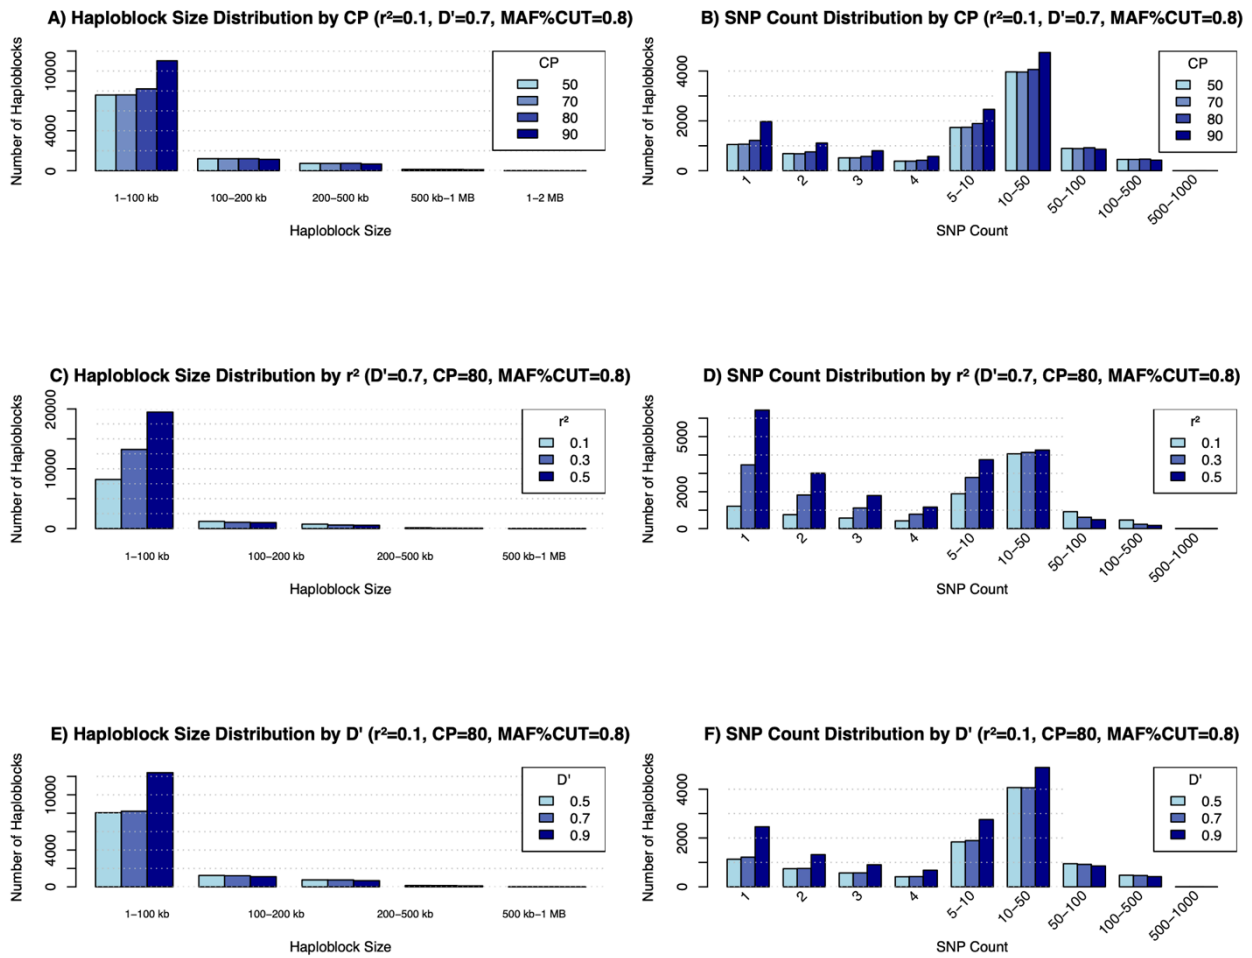 A) Haploblock Size Distribution by CP (r²=0.1, D'=0.7, MAF%CUT=0.8)
Number of Haploblocks
0
4000
10000
CP
50
70
80
90
1−100 kb
100−200 kb
200−500 kb
500 kb−1 MB
1−2 MB
Haploblock Size
B) SNP Count Distribution by CP (r²=0.1, D'=0.7, MAF%CUT=0.8)
Number of Haploblocks
0
2000
4000
CP
50
70
80
90
1
2
3
4
5−10
10−50
50−100
100−500
500−1000
SNP Count
C) Haploblock Size Distribution by r² (D'=0.7, CP=80, MAF%CUT=0.8)
Number of Haploblocks
0
10000
20000
r²
0.1
0.3
0.5
1−100 kb
100−200 kb
200−500 kb
500 kb−1 MB
Haploblock Size
D) SNP Count Distribution by r² (D'=0.7, CP=80, MAF%CUT=0.8)
Number of Haploblocks
0
2000
5000
r²
0.1
0.3
0.5
1
2
3
4
5−10
10−50
50−100
100−500
500−1000
SNP Count
E) Haploblock Size Distribution by D' (r²=0.1, CP=80, MAF%CUT=0.8)
Number of Haploblocks
0
4000
10000
D'
0.5
0.7
0.9
1−100 kb
100−200 kb
200−500 kb
500 kb−1 MB
Haploblock Size
F) SNP Count Distribution by D' (r²=0.1, CP=80, MAF%CUT=0.8)
Number of Haploblocks
0
2000
4000
D'
0.5
0.7
0.9
1
2
3
4
5−10
10−50
50−100
100−500
500−1000
SNP Count